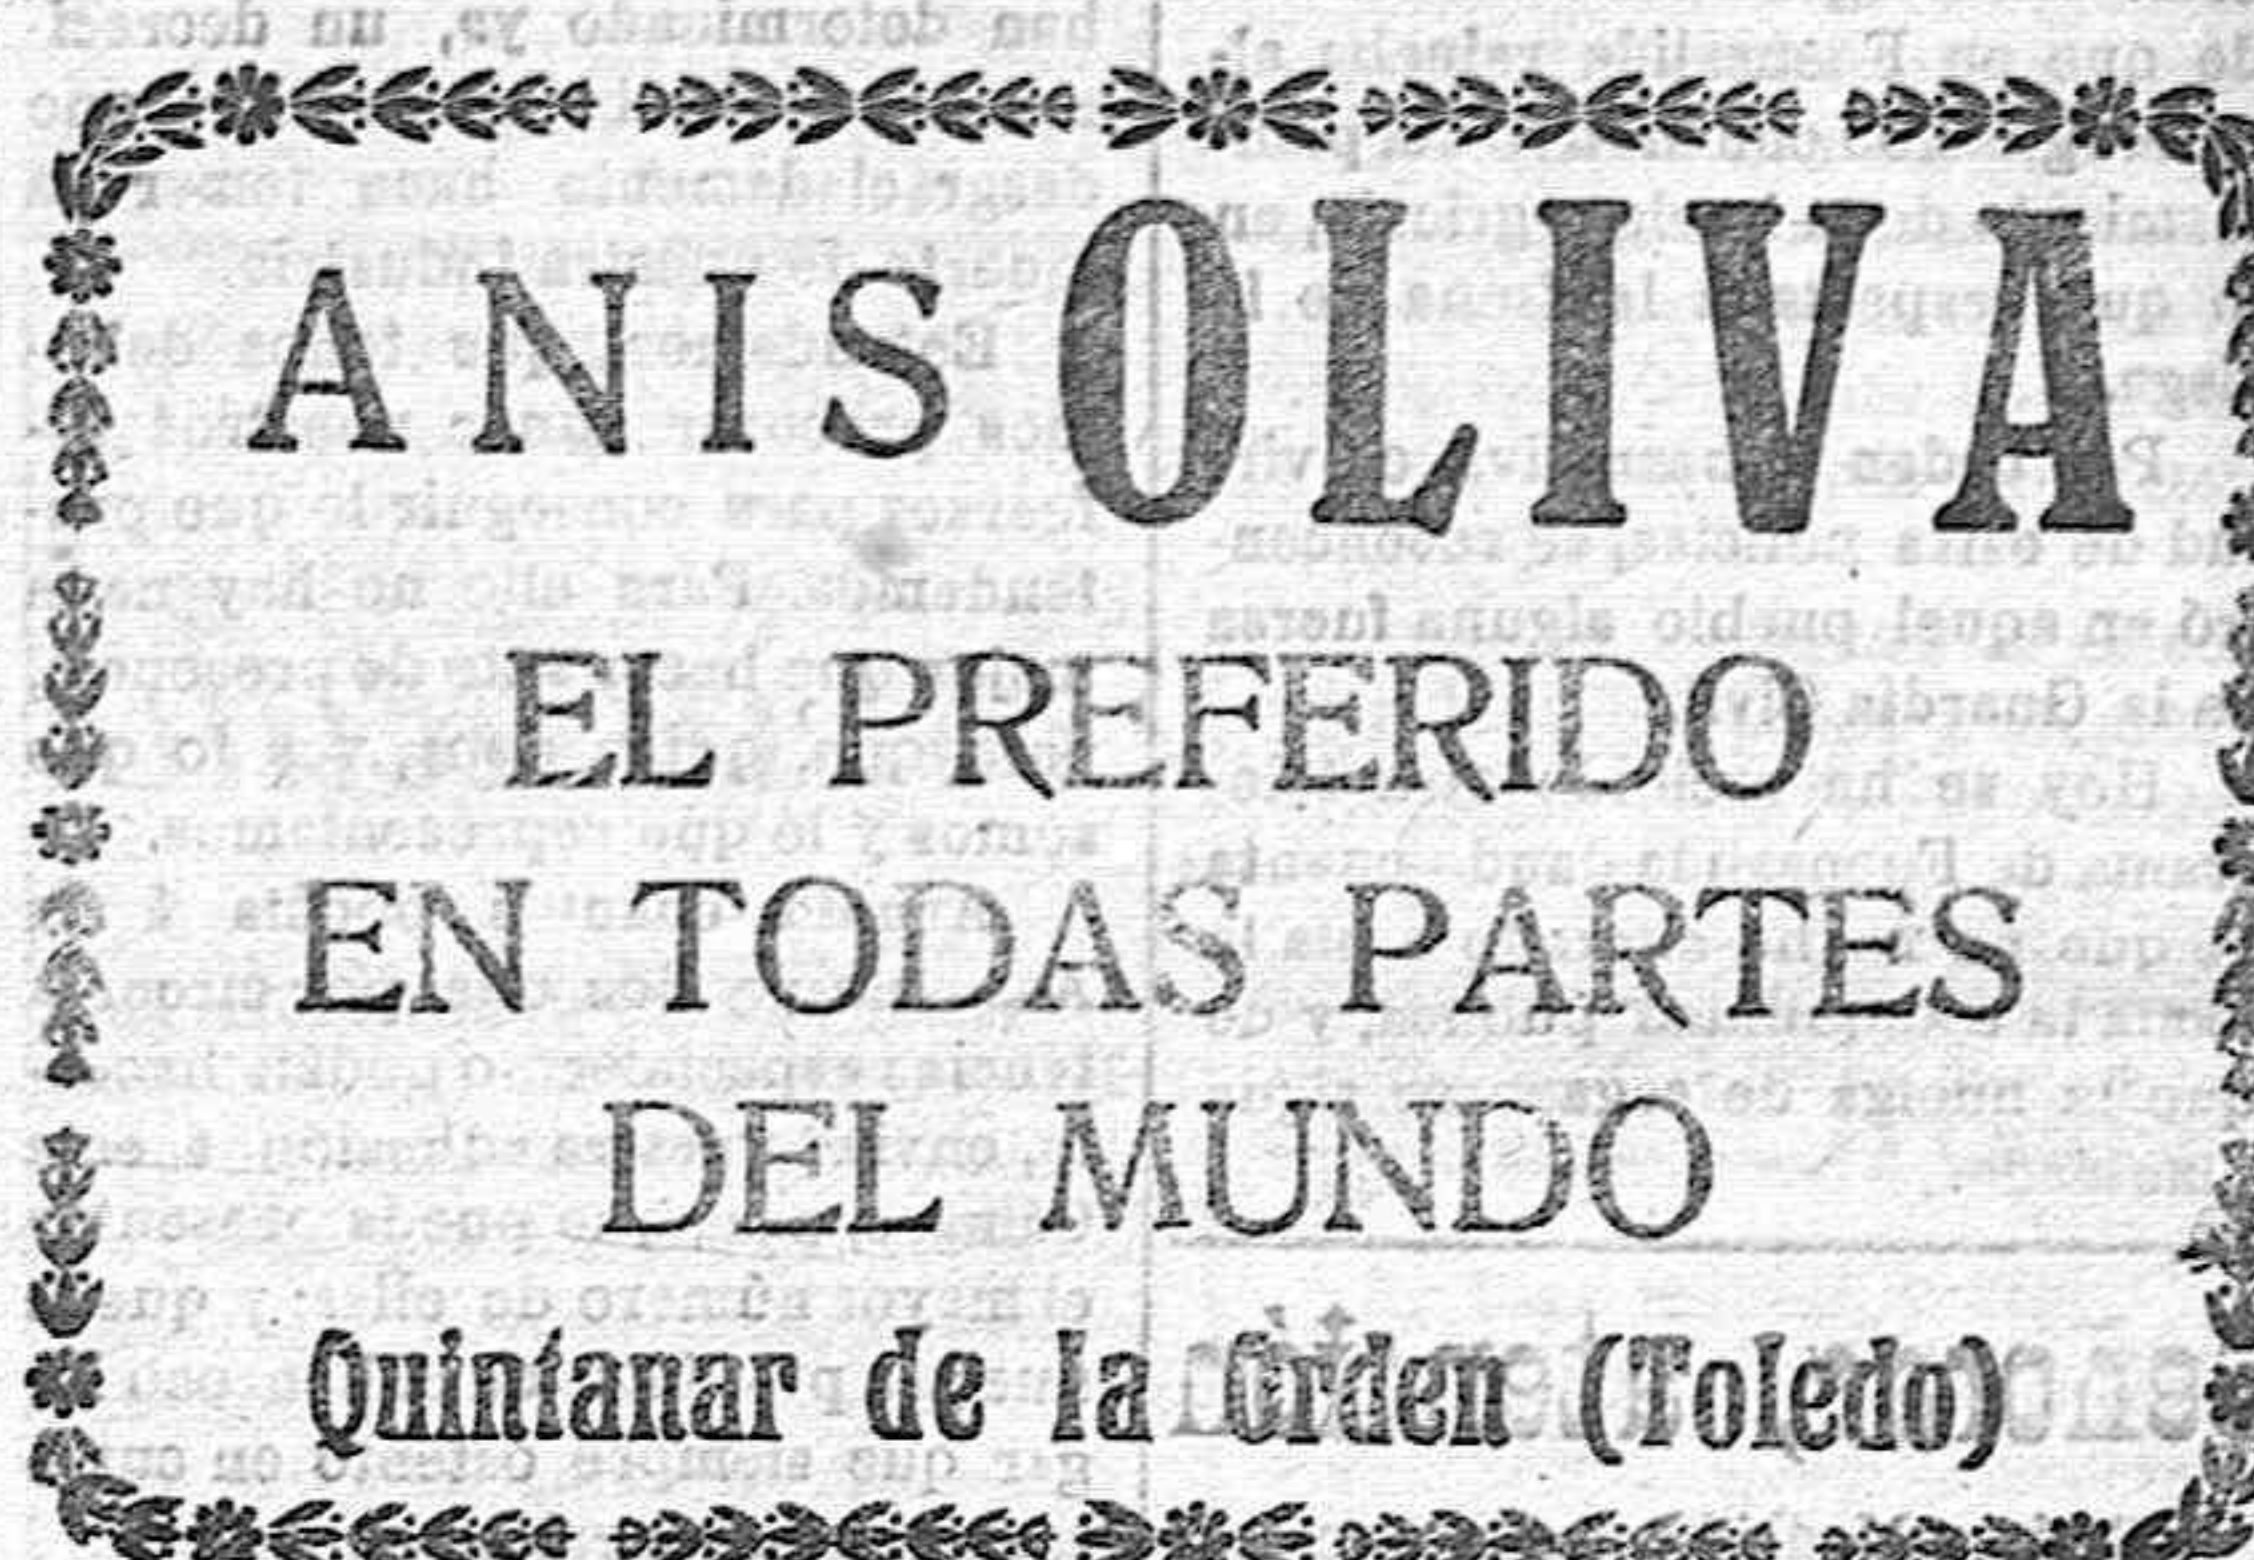 ANIS OLIVA
EL PREFERIDO
EN TODAS PARTES
DEL MUNDO
Quintanar de la Orden (Toledo)